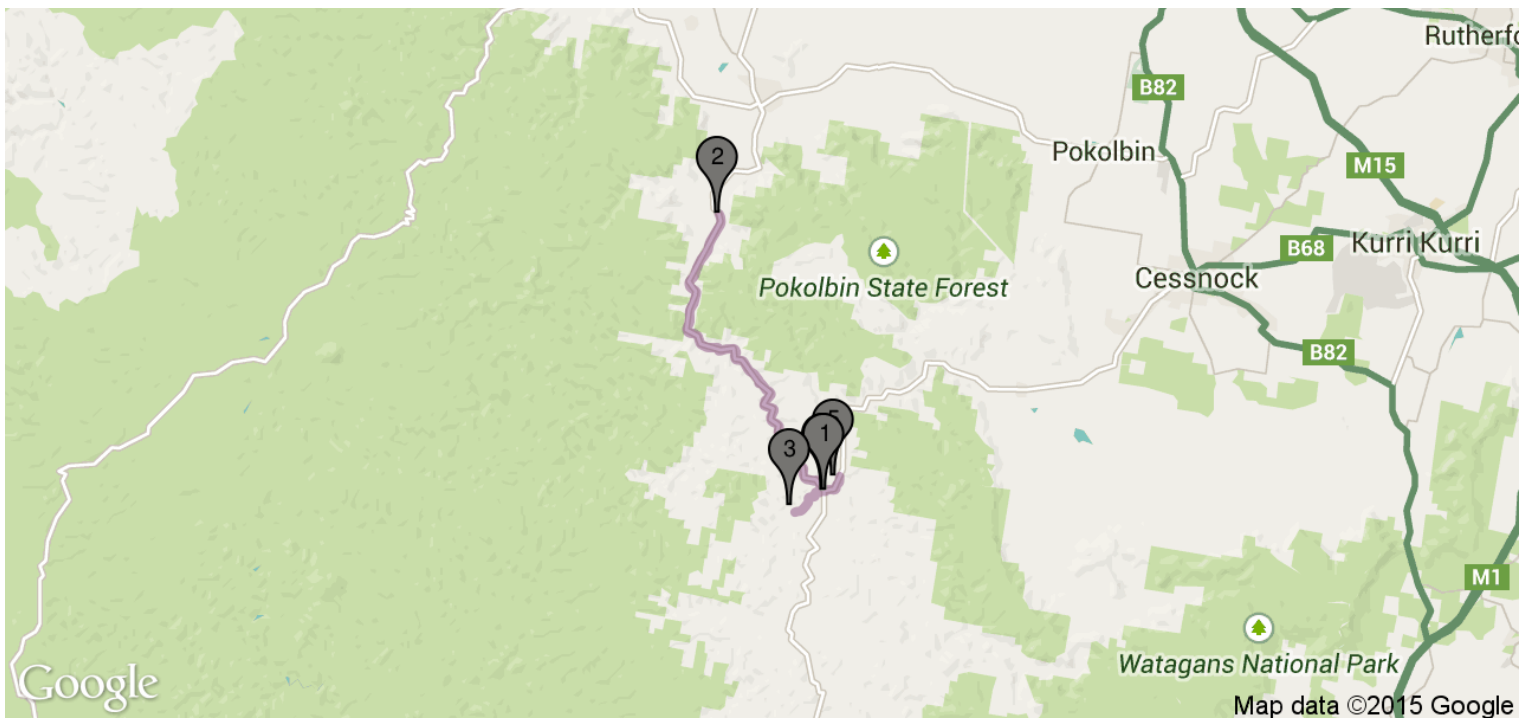 Rutherfo
B82
2
Pokolbin
M15
B68
Kurri Kurri
Pokolbin State Forest
Cessnock
B82
5
1
3
M1
Watagans National Park
Google
Map data ©2015 Google